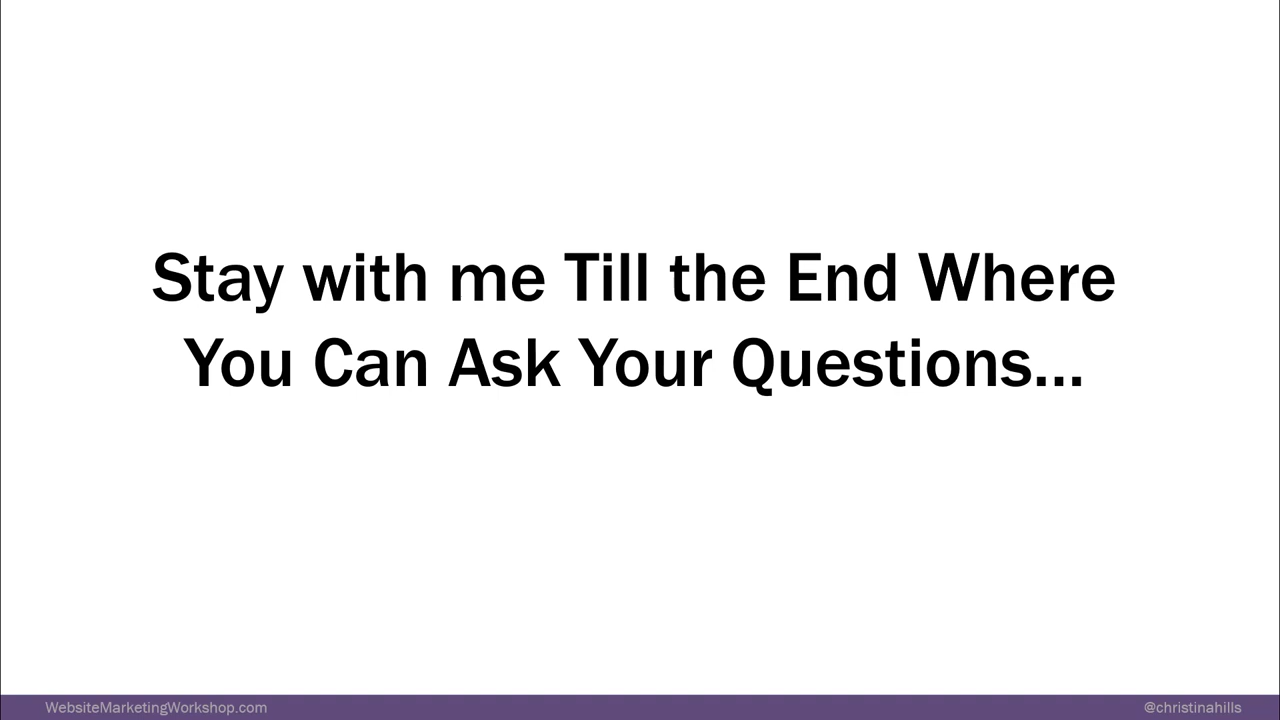 Stay with me Till the End Where
You Can Ask Your Questions...
WebsiteMarketingWorkshop.com
@christinahills